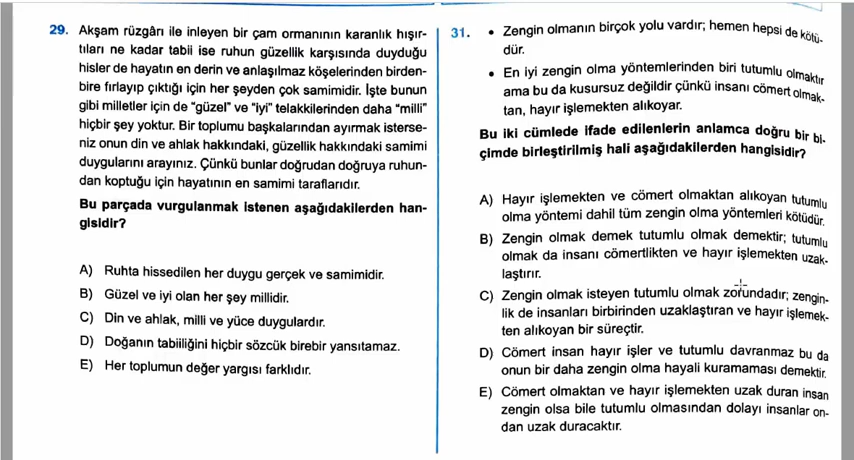 29. Akşam rüzgârı ile inleyen bir çam ormanının karanlık hışır-
tıları ne kadar tabii ise ruhun güzellik karşısında duyduğu
hisler de hayatın en derin ve anlaşılmaz köşelerinden birden-
bire fırlayıp çıktığı için her şeyden çok samimidir. İşte bunun
gibi milletler için de “güzel” ve “iyi” telakkilerinden daha “milli”
hiçbir şey yoktur. Bir toplumu başkalarından ayırmak isterse-
niz onun din ve ahlak hakkındaki, güzellik hakkındaki samimi
duygularını arayınız. Çünkü bunlar doğrudan doğruya ruhun-
dan koptuğu için hayatının en samimi taraflarıdır.
Bu parçada vurgulanmak istenen aşağıdakilerden han-
gisidir?
A) Ruhta hissedilen her duygu gerçek ve samimidir.
B) Güzel ve iyi olan her şey millidir.
C) Din ve ahlak, milli ve yüce duygulardır.
D) Doğanın tabiiliğini hiçbir sözcük birebir yansıtamaz.
E) Her toplumun değer yargısı farklıdır.
31. • Zengin olmanın birçok yolu vardır; hemen hepsi de kötü-
dür.
• En iyi zengin olma yöntemlerinden biri tutumlu olmaktır
ama bu da kusursuz değildir çünkü insanı cömert olmak-
tan, hayır işlemekten alıkoyar.
Bu iki cümlede ifade edilenlerin anlamca doğru bir bi-
çimde birleştirilmiş hali aşağıdakilerden hangisidir?
A) Hayır işlemekten ve cömert olmaktan alıkoyan tutumlu
olma yöntemi dahil tüm zengin olma yöntemleri kötüdür.
B) Zengin olmak demek tutumlu olmak demektir; tutumlu
olmak da insanı cömertlikten ve hayır işlemekten uzak-
laştırır.
C) Zengin olmak isteyen tutumlu olmak zorundadır; zengin-
lik de insanları birbirinden uzaklaştıran ve hayır işlemek-
ten alıkoyan bir süreçtir.
D) Cömert insan hayır işler ve tutumlu davranmaz bu da
onun bir daha zengin olma hayali kuramaması demektir.
E) Cömert olmaktan ve hayır işlemekten uzak duran insan
zengin olsa bile tutumlu olmasından dolayı insanlar on-
dan uzak duracaktır.